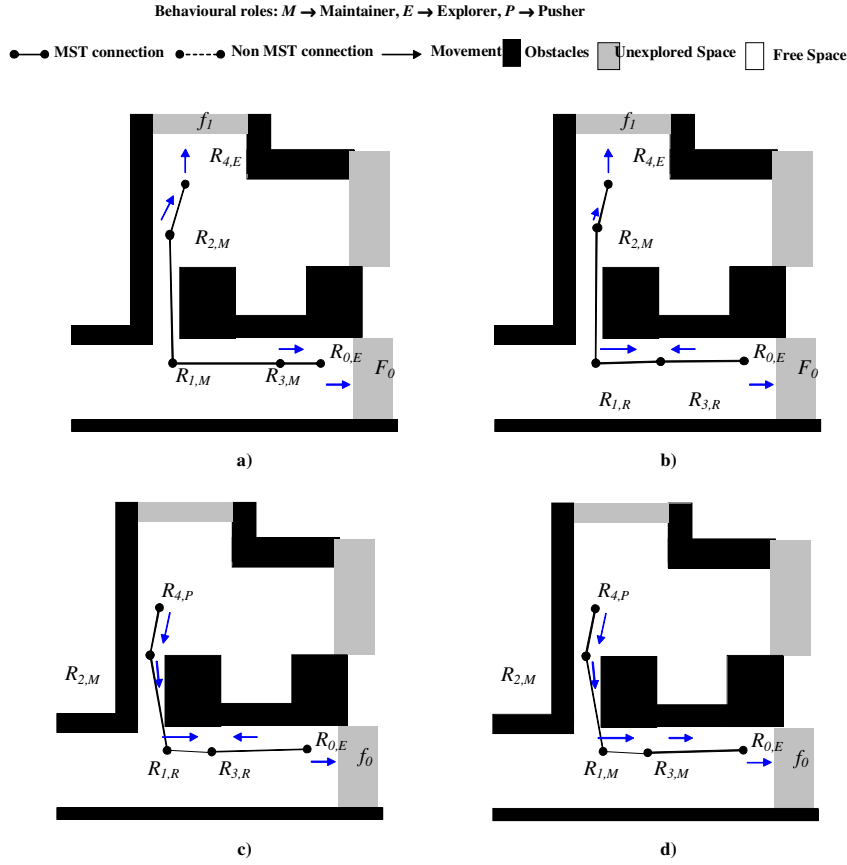 Behavioural roles: M → Maintainer, E → Explorer, P → Pusher
MST connection Non MST connection Movement Obstacles Unexplored Space Free Space
f1 f1
R4,E R4,E
R2,M R2,M
R0,E R0,E
F0 F0
R1,M R3,M
R1,R R3,R
a) b)
R4,P R4,P
R2,M R2,M
R0,E R0,E
f0 f0
R1,R R3,R R1,M R3,M
c) d)